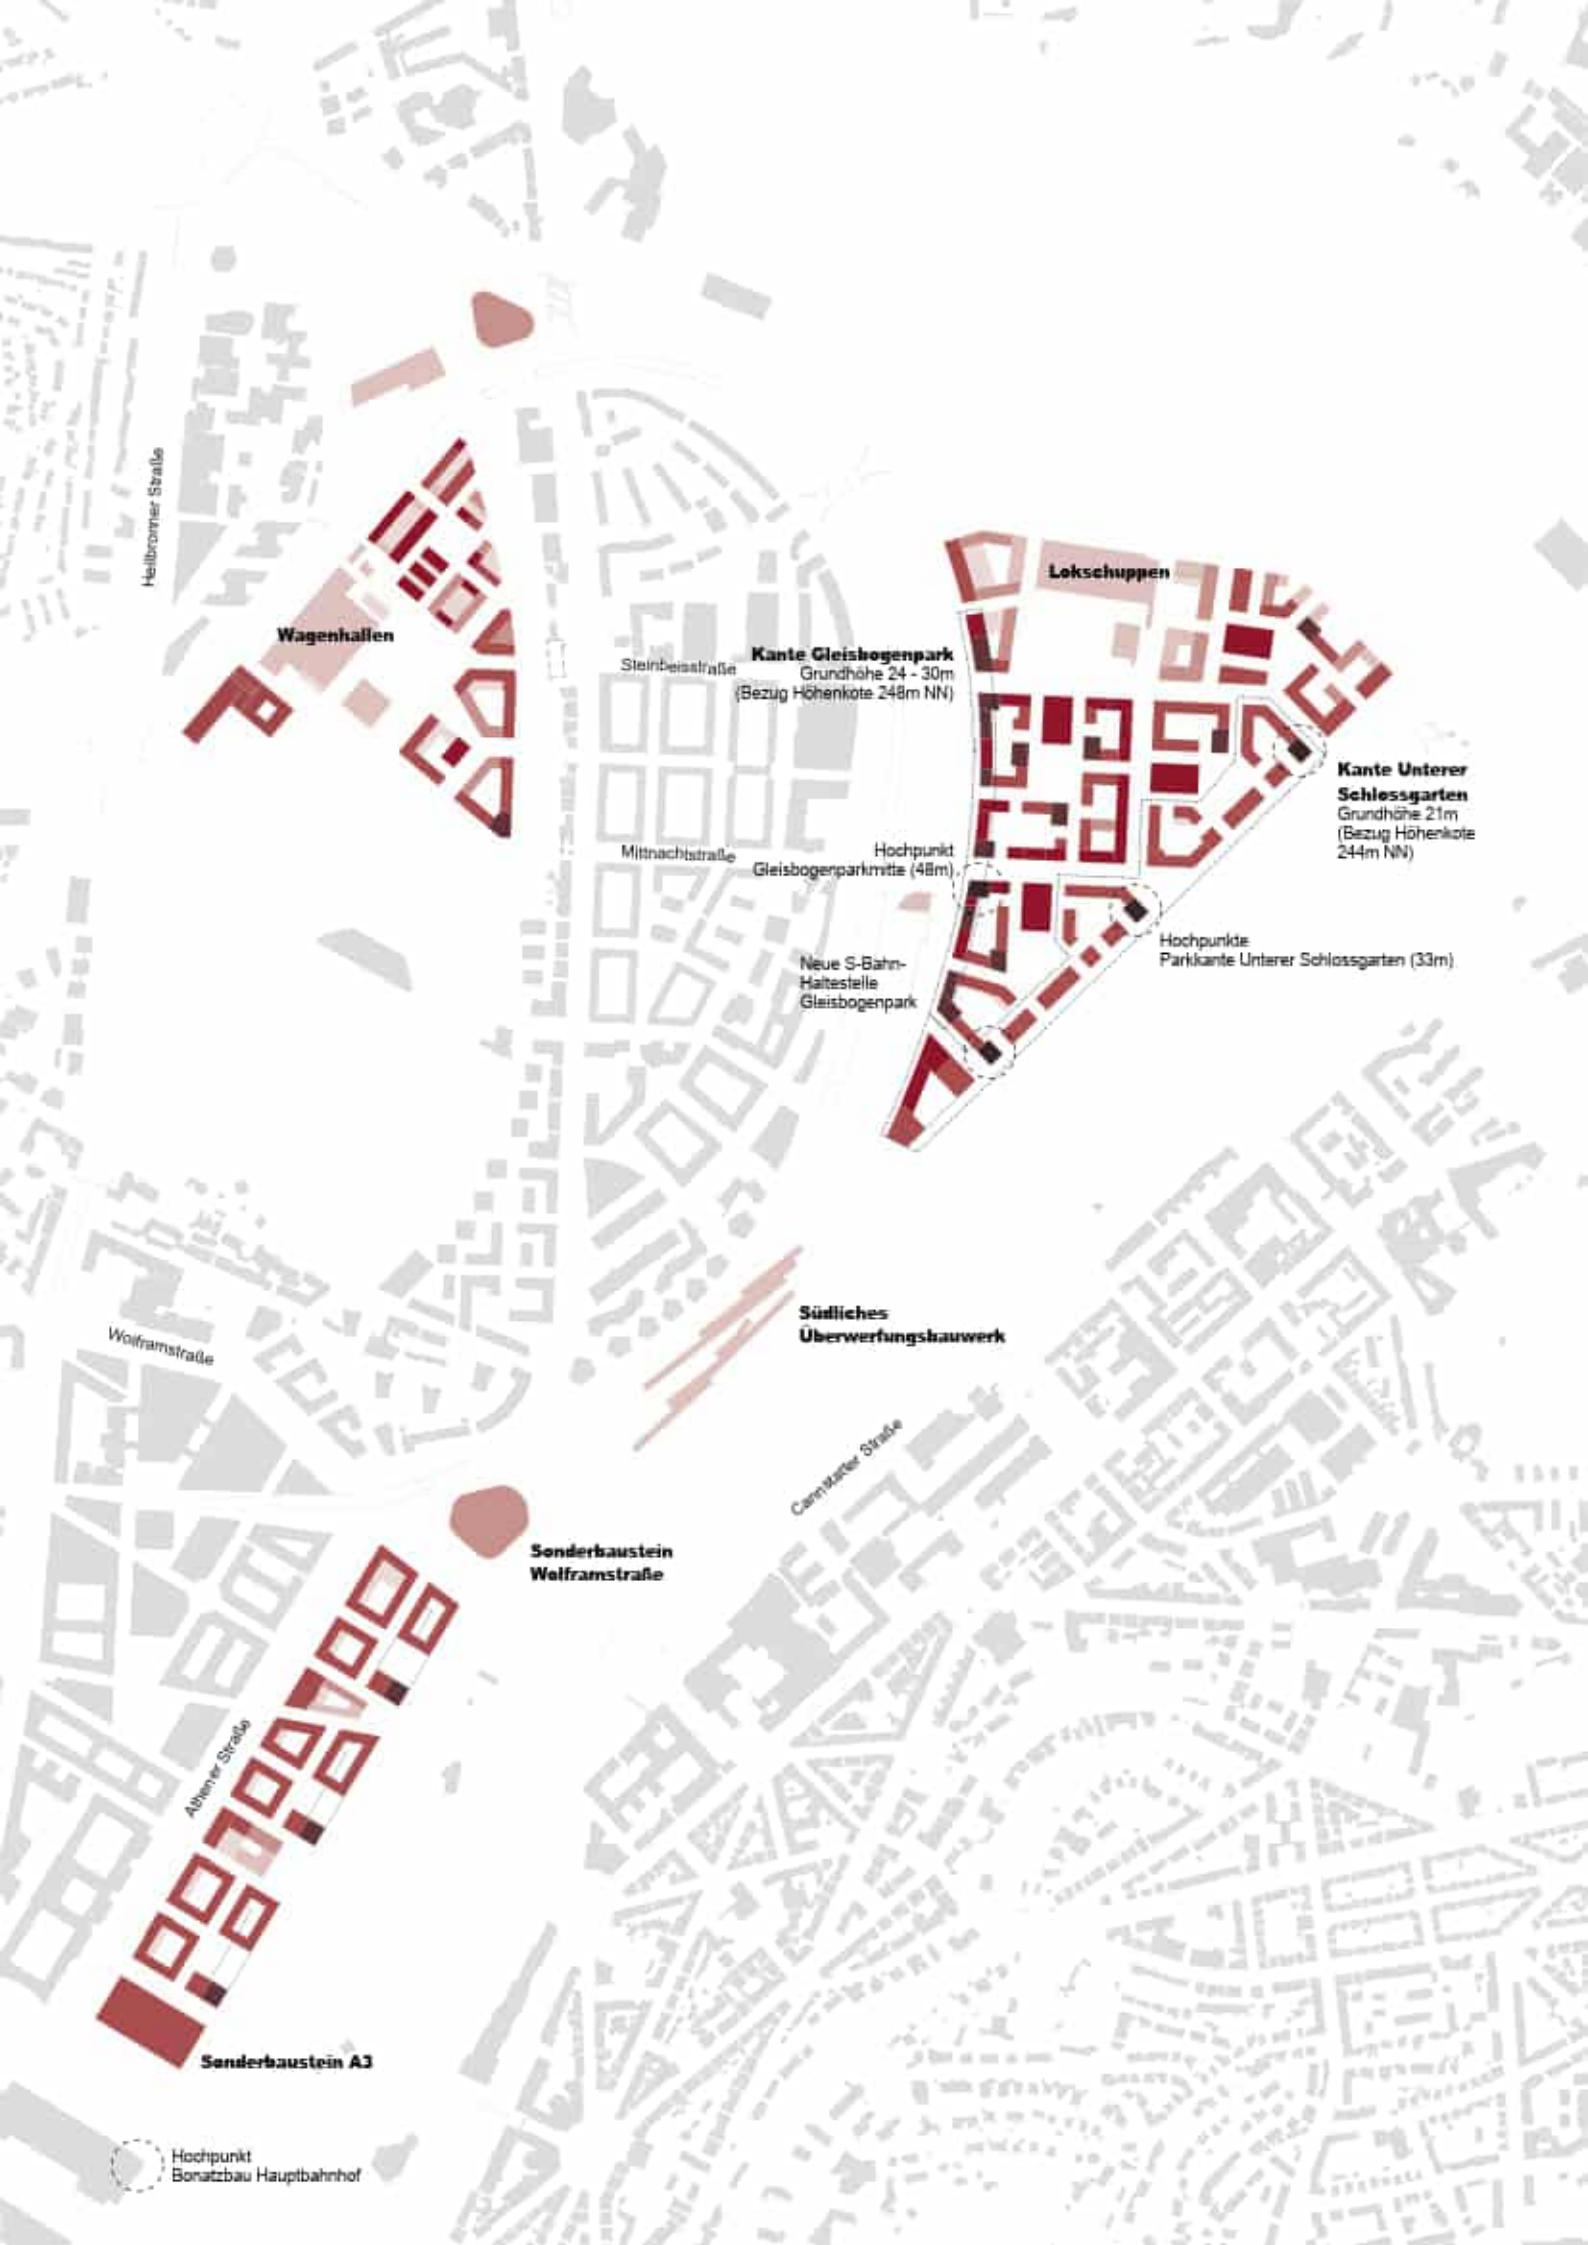 Heilbronner Straße
Lokschuppen
Wagenhallen
Steinbeisstraße
Kante Gleisbogenpark
Grundhöhe 24 - 30m
(Bezug Höhenkote 248m NN)
Kante Unterer
Schlossgarten
Grundhöhe 21m
(Bezug Höhenkote
244m NN)
Mittnachtstraße
Hochpunkt
Gleisbogenparkmitte (48m)
Hochpunkte
Parkkante Unterer Schlossgarten (33m)
Neue S-Bahn-
Haltestelle
Gleisbogenpark
Südliches
Überwerfungsbauwerk
Wolframstraße
Cannstatter Straße
Sonderbaustein
Wolframstraße
Athener Straße
Sonderbaustein A3
Hochpunkt
Bonatzbau Hauptbahnhof